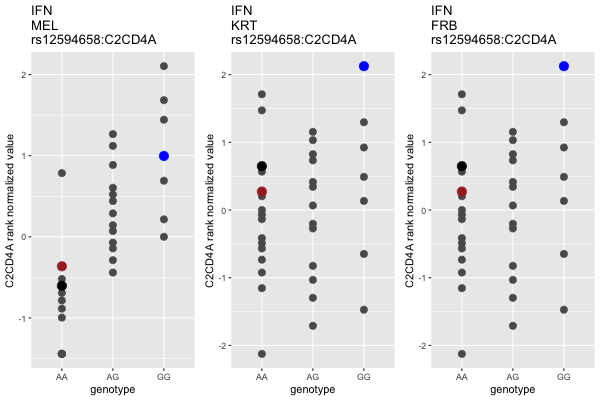 IFN
MEL
rs12594658:C2CD4A
C2CD4A rank normalized value
2
1
0
-1
AA
AG
GG
genotype
IFN
KRT
rs12594658:C2CD4A
C2CD4A rank normalized value
2
1
0
-1
-2
AA
AG
GG
genotype
IFN
FRB
rs12594658:C2CD4A
C2CD4A rank normalized value
2
1
0
-1
-2
AA
AG
GG
genotype